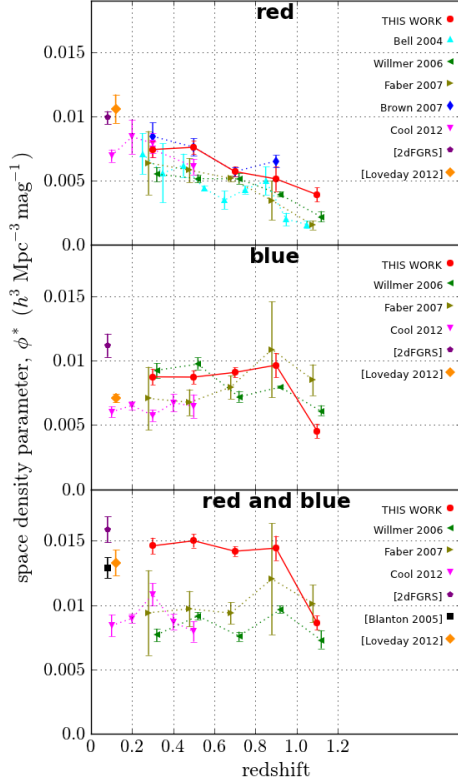 red
0.015
0.010
0.005
0.0
THIS WORK
Bell 2004
Willmer 2006
Faber 2007
Brown 2007
Cool 2012
[2dFGRS]
[Loveday 2012]
blue
0.015
0.010
0.005
0.0
THIS WORK
Willmer 2006
Faber 2007
Cool 2012
[2dFGRS]
[Loveday 2012]
red and blue
0.015
0.010
0.005
0.0
THIS WORK
Willmer 2006
Faber 2007
Cool 2012
[2dFGRS]
[Blanton 2005]
[Loveday 2012]
0 0.2 0.4 0.6 0.8 1.0 1.2
redshift
space density parameter, ϕ* (h³ Mpc⁻³ mag⁻¹)